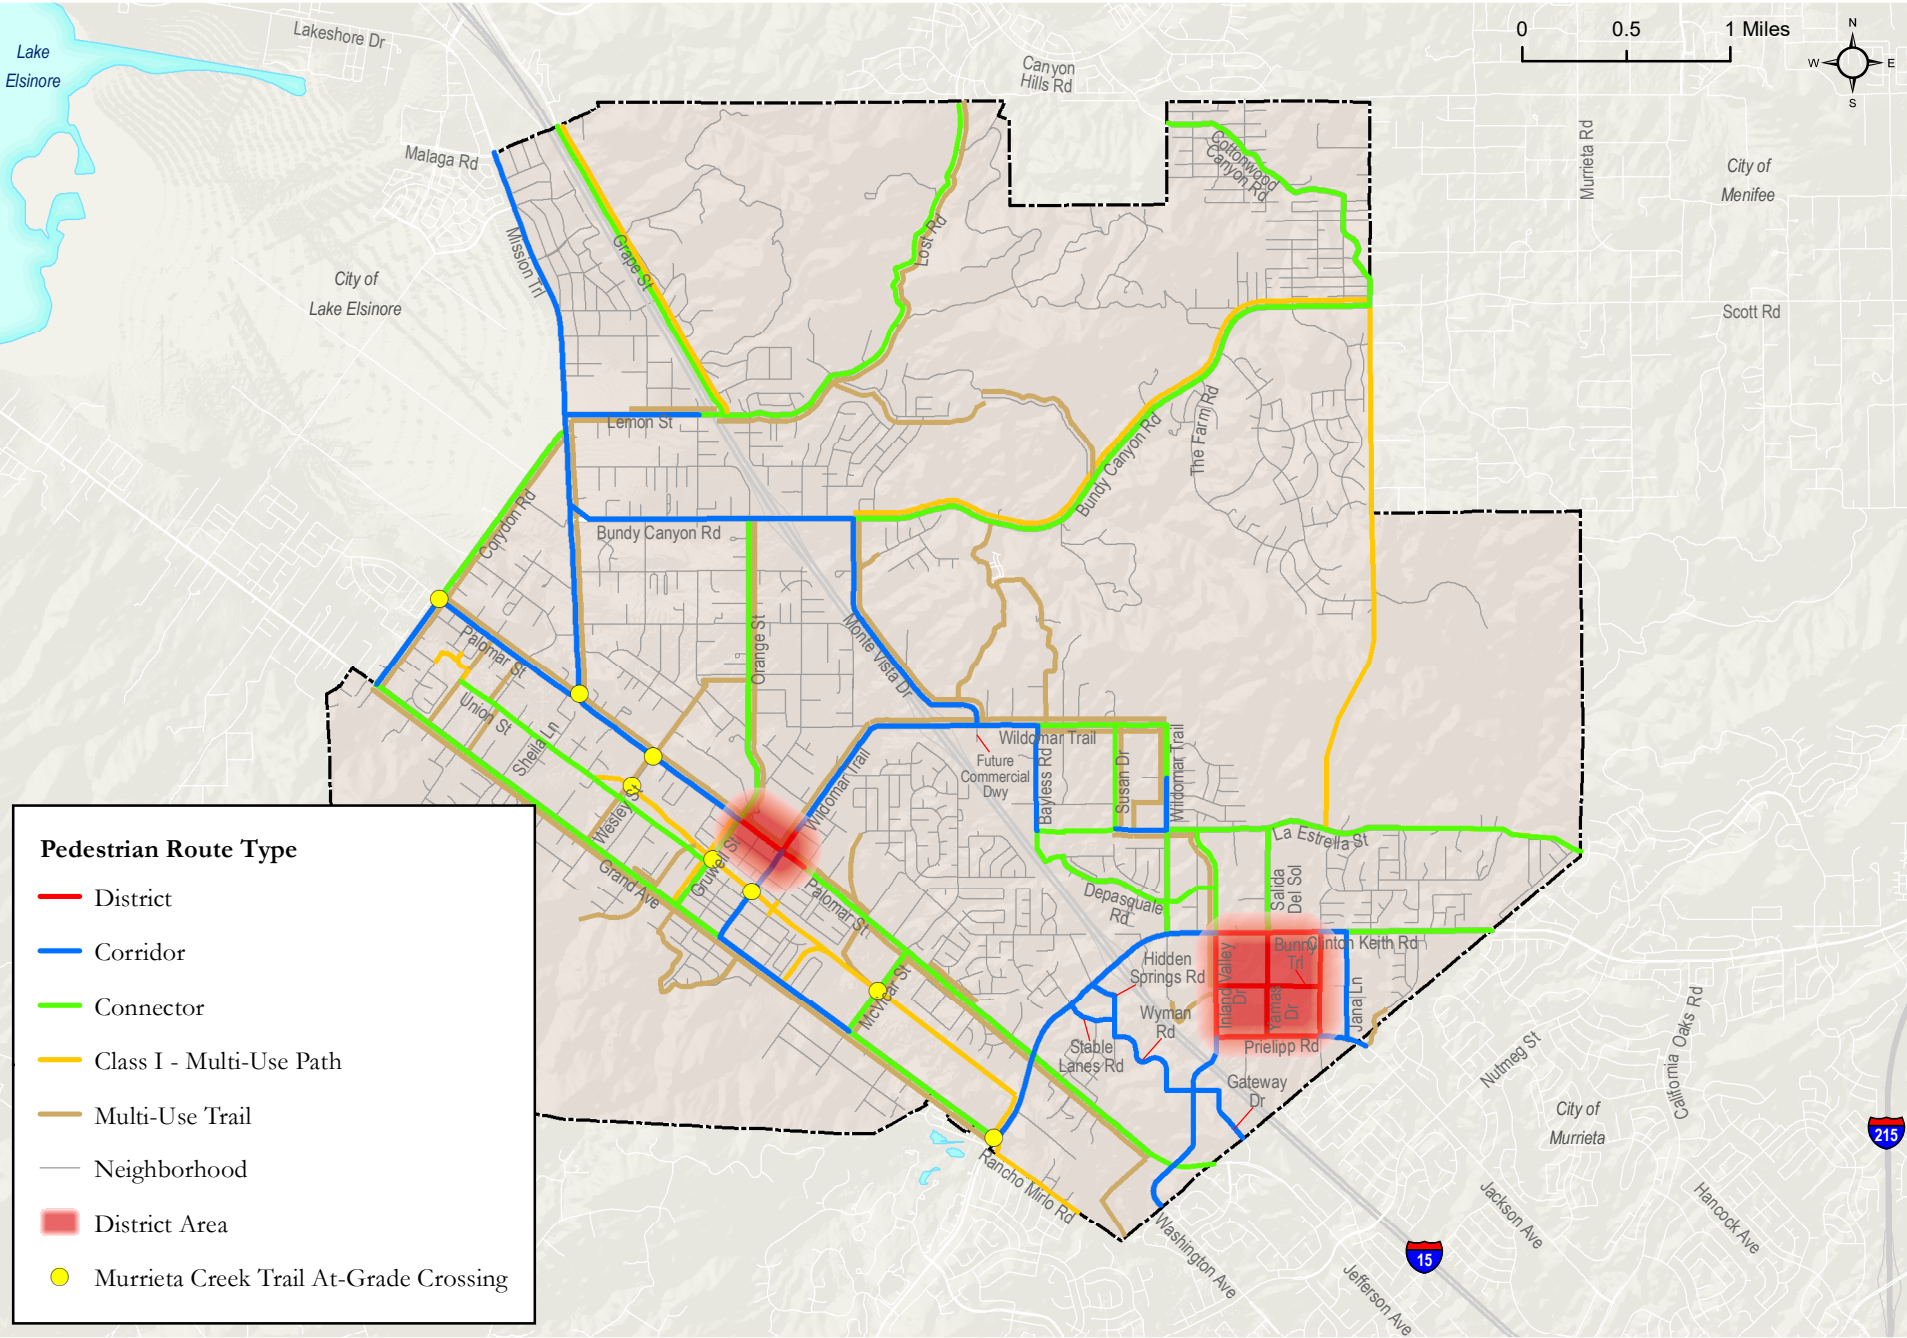 Lake
Elsinore
Lakeshore Dr
Canyon
Hills Rd
0 0.5 1 Miles
N
W E
S
Malaga Rd
Cottonwood
Canyon Rd
Murrieta Rd
City of
Menifee
Mission Trl
Grape St
Lost Rd
City of
Lake Elsinore
Scott Rd
Lemon St
The Farm Rd
Bundy Canyon Rd
Corydon Rd
Bundy Canyon Rd
Orange St
Monte Vista Dr
Palomar St
Union St
Sheila Ln
Wildomar Trail
Wildomar Trail
Future
Commercial
Dwy
Bayless Rd
Susan Dr
Wildomar Trail
Wesley St
Gruwell St
Grand Ave
Palomar St
La Estrella St
Depasquale
Rd
Salida
Del Sol
Clinton Keith Rd
Bunny
Trl
Inland Valley
Dr
Yamas
Dr
Jana Ln
Hidden
Springs Rd
Wyman
Rd
Stable
Lanes Rd
Prielipp Rd
Gateway
Dr
McVicar St
Rancho Mirlo Rd
Washington Ave
Nutmeg St
California Oaks Rd
City of
Murrieta
215
Jackson Ave
Hancock Ave
15
Jefferson Ave
Pedestrian Route Type
District
Corridor
Connector
Class I - Multi-Use Path
Multi-Use Trail
Neighborhood
District Area
Murrieta Creek Trail At-Grade Crossing